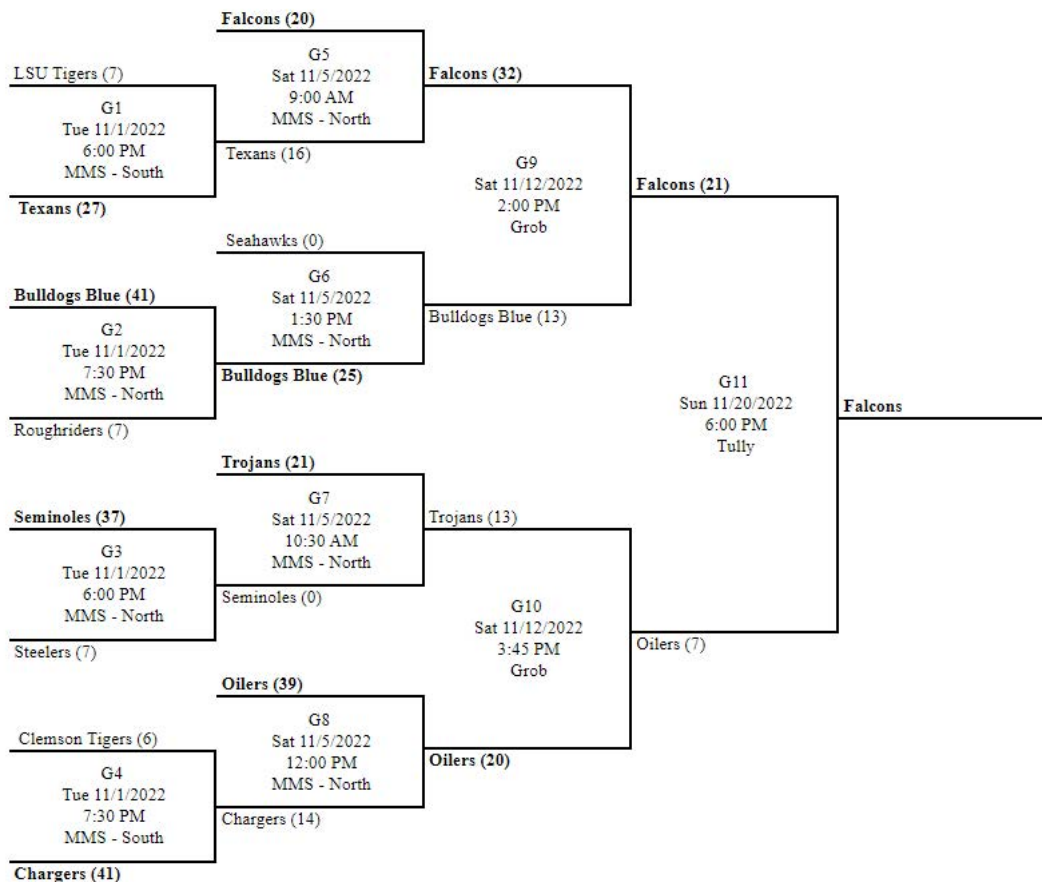 Falcons (20)
G5
Sat 11/5/2022
9:00 AM
MMS - North
LSU Tigers (7)
Falcons (32)
G1
Tue 11/1/2022
6:00 PM
MMS - South
Texans (16)
G9
Sat 11/12/2022
2:00 PM
Grob
Falcons (21)
Texans (27)
Seahawks (0)
G6
Sat 11/5/2022
1:30 PM
MMS - North
Bulldogs Blue (41)
Bulldogs Blue (13)
G2
Tue 11/1/2022
7:30 PM
MMS - North
Bulldogs Blue (25)
G11
Sun 11/20/2022
6:00 PM
Tully
Falcons
Roughriders (7)
Trojans (21)
G7
Sat 11/5/2022
10:30 AM
MMS - North
Seminoles (37)
Trojans (13)
G3
Tue 11/1/2022
6:00 PM
MMS - North
Seminoles (0)
G10
Sat 11/12/2022
3:45 PM
Grob
Oilers (7)
Steelers (7)
Oilers (39)
G8
Sat 11/5/2022
12:00 PM
MMS - North
Clemson Tigers (6)
Oilers (20)
G4
Tue 11/1/2022
7:30 PM
MMS - South
Chargers (14)
Chargers (41)